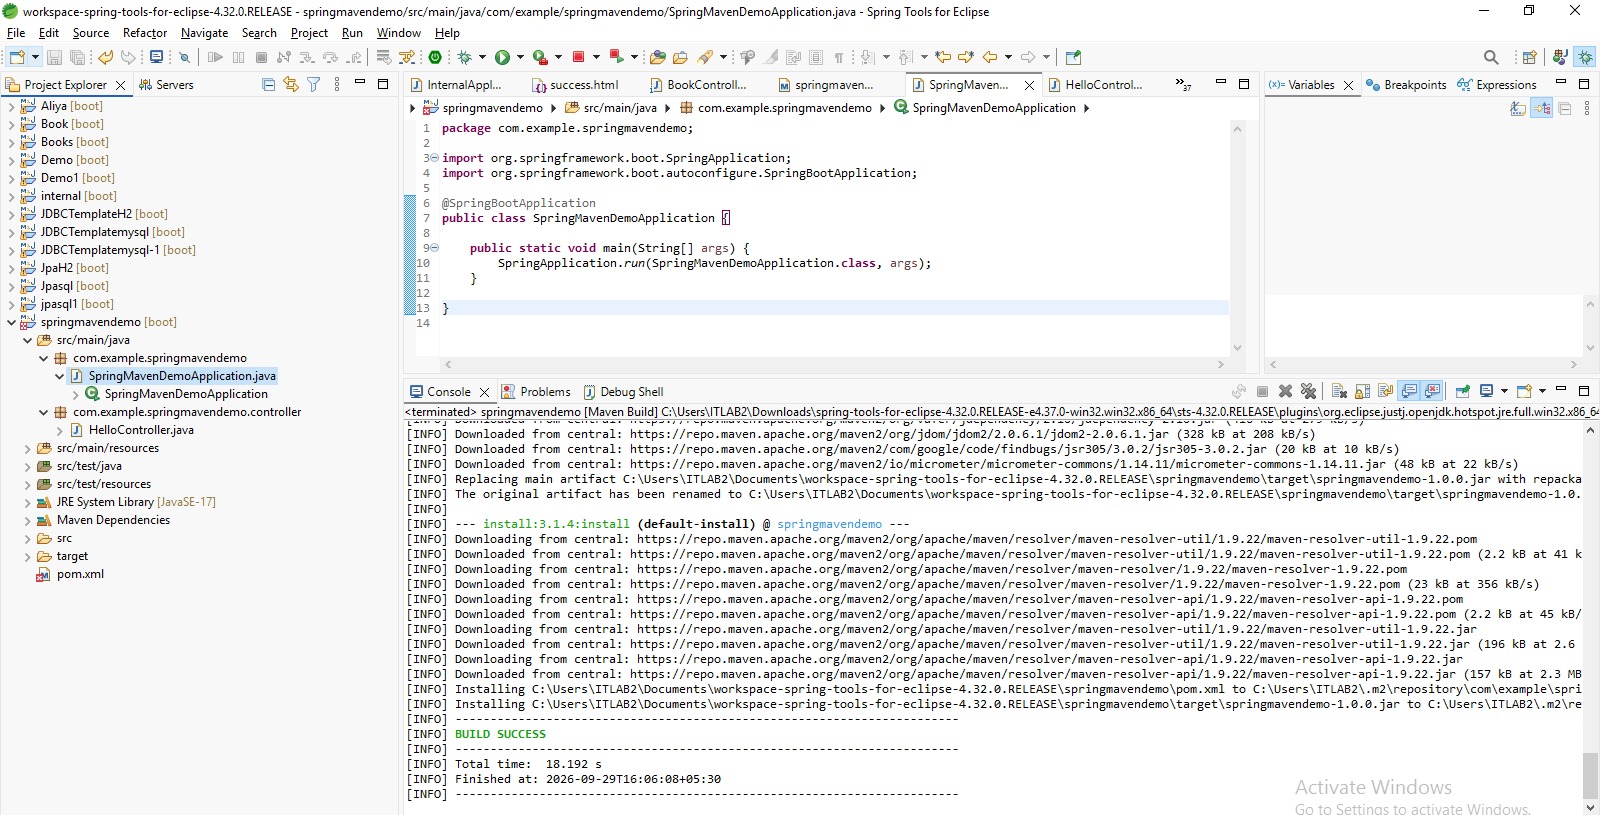 workspace-spring-tools-for-eclipse-4.32.0.RELEASE - springmavendemo/src/main/java/com/example/springmavendemo/SpringMavenDemoApplication.java - Spring Tools for Eclipse
File Edit Source Refactor Navigate Search Project Run Window Help
Project Explorer Servers
Aliya [boot]
Book [boot]
Books [boot]
Demo [boot]
Demo1 [boot]
internal [boot]
JDBCTemplateH2 [boot]
JDBCTemplatemysql [boot]
JDBCTemplatemysql-1 [boot]
JpaH2 [boot]
Jpasql [boot]
jpasql1 [boot]
springmavendemo [boot]
src/main/java
com.example.springmavendemo
SpringMavenDemoApplication.java
SpringMavenDemoApplication
com.example.springmavendemo.controller
HelloController.java
src/main/resources
src/test/java
src/test/resources
JRE System Library [JavaSE-17]
Maven Dependencies
src
target
pom.xml
InternalAppl... success.html BookControll... springmaven... SpringMaven... HelloControl... 37
springmavendemo src/main/java com.example.springmavendemo SpringMavenDemoApplication
1 package com.example.springmavendemo;
2
3 import org.springframework.boot.SpringApplication;
4 import org.springframework.boot.autoconfigure.SpringBootApplication;
5
6 @SpringBootApplication
7 public class SpringMavenDemoApplication {
8
9 public static void main(String[] args) {
10 SpringApplication.run(SpringMavenDemoApplication.class, args);
11 }
12
13 }
14
(x)= Variables Breakpoints Expressions
Console Problems Debug Shell
<terminated> springmavendemo [Maven Build] C:\Users\ITLAB2\Downloads\spring-tools-for-eclipse-4.32.0.RELEASE-e4.37.0-win32.win32.x86_64\sts-4.32.0.RELEASE\plugins\org.eclipse.justj.openjdk.hotspot.jre.full.win32.x86_64
[INFO] Downloaded from central: https://repo.maven.apache.org/maven2/org/jdom/jdom2/2.0.6.1/jdom2-2.0.6.1.jar (328 kB at 208 kB/s)
[INFO] Downloaded from central: https://repo.maven.apache.org/maven2/com/google/code/findbugs/jsr305/3.0.2/jsr305-3.0.2.jar (20 kB at 10 kB/s)
[INFO] Downloaded from central: https://repo.maven.apache.org/maven2/io/micrometer/micrometer-commons/1.14.11/micrometer-commons-1.14.11.jar (48 kB at 22 kB/s)
[INFO] Replacing main artifact C:\Users\ITLAB2\Documents\workspace-spring-tools-for-eclipse-4.32.0.RELEASE\springmavendemo\target\springmavendemo-1.0.0.jar with repacka
[INFO] The original artifact has been renamed to C:\Users\ITLAB2\Documents\workspace-spring-tools-for-eclipse-4.32.0.RELEASE\springmavendemo\target\springmavendemo-1.0.
[INFO]
[INFO] --- install:3.1.4:install (default-install) @ springmavendemo ---
[INFO] Downloading from central: https://repo.maven.apache.org/maven2/org/apache/maven/resolver/maven-resolver-util/1.9.22/maven-resolver-util-1.9.22.pom
[INFO] Downloaded from central: https://repo.maven.apache.org/maven2/org/apache/maven/resolver/maven-resolver-util/1.9.22/maven-resolver-util-1.9.22.pom (2.2 kB at 41 k
[INFO] Downloading from central: https://repo.maven.apache.org/maven2/org/apache/maven/resolver/maven-resolver/1.9.22/maven-resolver-1.9.22.pom
[INFO] Downloaded from central: https://repo.maven.apache.org/maven2/org/apache/maven/resolver/maven-resolver/1.9.22/maven-resolver-1.9.22.pom (23 kB at 356 kB/s)
[INFO] Downloading from central: https://repo.maven.apache.org/maven2/org/apache/maven/resolver/maven-resolver-api/1.9.22/maven-resolver-api-1.9.22.pom
[INFO] Downloaded from central: https://repo.maven.apache.org/maven2/org/apache/maven/resolver/maven-resolver-api/1.9.22/maven-resolver-api-1.9.22.pom (2.2 kB at 45 kB/
[INFO] Downloading from central: https://repo.maven.apache.org/maven2/org/apache/maven/resolver/maven-resolver-util/1.9.22/maven-resolver-util-1.9.22.jar
[INFO] Downloaded from central: https://repo.maven.apache.org/maven2/org/apache/maven/resolver/maven-resolver-util/1.9.22/maven-resolver-util-1.9.22.jar (196 kB at 2.6
[INFO] Downloading from central: https://repo.maven.apache.org/maven2/org/apache/maven/resolver/maven-resolver-api/1.9.22/maven-resolver-api-1.9.22.jar
[INFO] Downloaded from central: https://repo.maven.apache.org/maven2/org/apache/maven/resolver/maven-resolver-api/1.9.22/maven-resolver-api-1.9.22.jar (157 kB at 2.3 MB
[INFO] Installing C:\Users\ITLAB2\Documents\workspace-spring-tools-for-eclipse-4.32.0.RELEASE\springmavendemo\pom.xml to C:\Users\ITLAB2\.m2\repository\com\example\spri
[INFO] Installing C:\Users\ITLAB2\Documents\workspace-spring-tools-for-eclipse-4.32.0.RELEASE\springmavendemo\target\springmavendemo-1.0.0.jar to C:\Users\ITLAB2\.m2\re
[INFO] ------------------------------------------------------------------------
[INFO] BUILD SUCCESS
[INFO] ------------------------------------------------------------------------
[INFO] Total time: 18.192 s
[INFO] Finished at: 2026-09-29T16:06:08+05:30
[INFO] ------------------------------------------------------------------------
Activate Windows
Go to Settings to activate Windows.